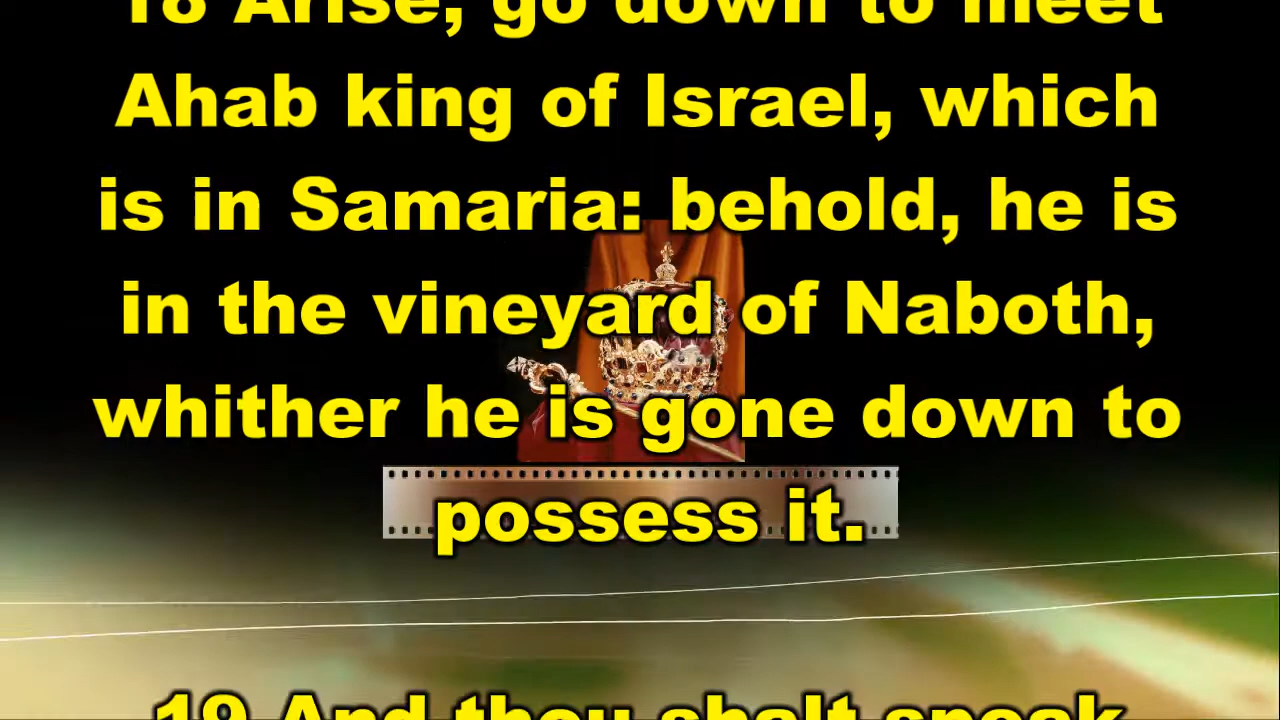 18 Arise, go down to meet
Ahab king of Israel, which
is in Samaria: behold, he is
in the vineyard of Naboth,
whither he is gone down to
possess it.
19 And thou shalt speak